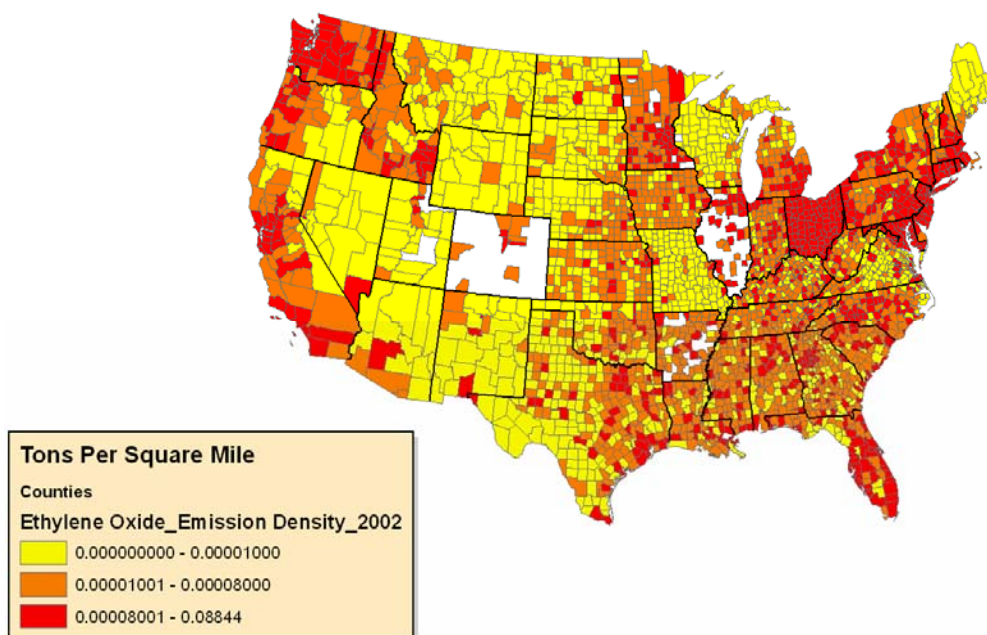 Tons Per Square Mile
Counties
Ethylene Oxide_Emission Density_2002
0.000000000 - 0.00001000
0.00001001 - 0.00008000
0.00008001 - 0.08844